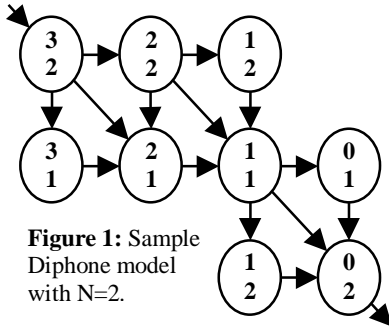 3 2 1
2 2 2
3 2 1 0
1 1 1 1
Figure 1: Sample
Diphone model
with N=2.
1 0
2 2